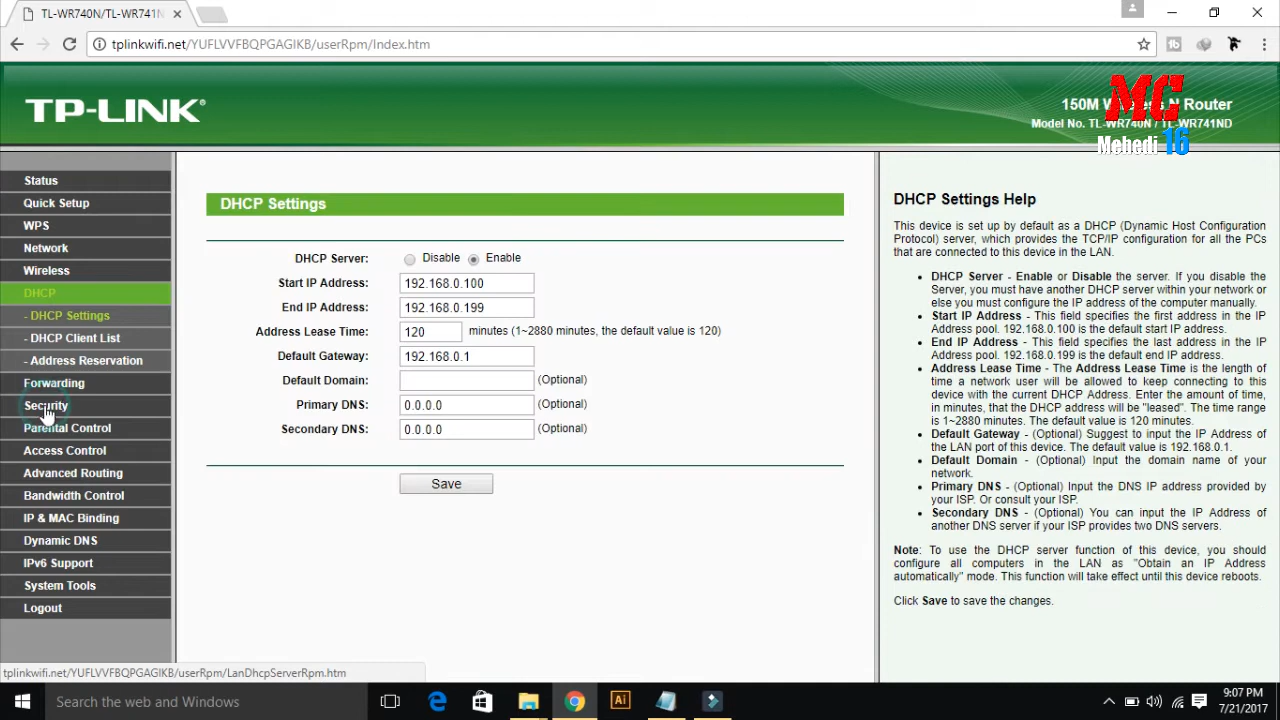 TL-WR740N/TL-WR741N
tplinkwifi.net/YUFLVVFBQPGAGIKB/userRpm/Index.htm
TP-LINK®
150M Wireless N Router
Model No. TL-WR740N / TL-WR741ND
MC
Mehedi 16
Status
Quick Setup
WPS
Network
Wireless
DHCP
- DHCP Settings
- DHCP Client List
- Address Reservation
Forwarding
Security
Parental Control
Access Control
Advanced Routing
Bandwidth Control
IP & MAC Binding
Dynamic DNS
IPv6 Support
System Tools
Logout
DHCP Settings
DHCP Server: Disable Enable
Start IP Address: 192.168.0.100
End IP Address: 192.168.0.199
Address Lease Time: 120 minutes (1~2880 minutes, the default value is 120)
Default Gateway: 192.168.0.1
Default Domain: (Optional)
Primary DNS: 0.0.0.0 (Optional)
Secondary DNS: 0.0.0.0 (Optional)
Save
DHCP Settings Help
This device is set up by default as a DHCP (Dynamic Host Configuration
Protocol) server, which provides the TCP/IP configuration for all the PCs
that are connected to this device in the LAN.
• DHCP Server - Enable or Disable the server. If you disable the
Server, you must have another DHCP server within your network or
else you must configure the IP address of the computer manually.
• Start IP Address - This field specifies the first address in the IP
Address pool. 192.168.0.100 is the default start IP address.
• End IP Address - This field specifies the last address in the IP
Address pool. 192.168.0.199 is the default end IP address.
• Address Lease Time - The Address Lease Time is the length of
time a network user will be allowed to keep connecting to this
device with the current DHCP Address. Enter the amount of time,
in minutes, that the DHCP address will be "leased". The time range
is 1~2880 minutes. The default value is 120 minutes.
• Default Gateway - (Optional) Suggest to input the IP Address of
the LAN port of this device. The default value is 192.168.0.1.
• Default Domain - (Optional) Input the domain name of your
network.
• Primary DNS - (Optional) Input the DNS IP address provided by
your ISP. Or consult your ISP.
• Secondary DNS - (Optional) You can input the IP Address of
another DNS server if your ISP provides two DNS servers.
Note: To use the DHCP server function of this device, you should
configure all computers in the LAN as "Obtain an IP Address
automatically" mode. This function will take effect until this device reboots.
Click Save to save the changes.
tplinkwifi.net/YUFLVVFBQPGAGIKB/userRpm/LanDhcpServerRpm.htm
Search the web and Windows
Ai
9:07 PM
7/21/2017